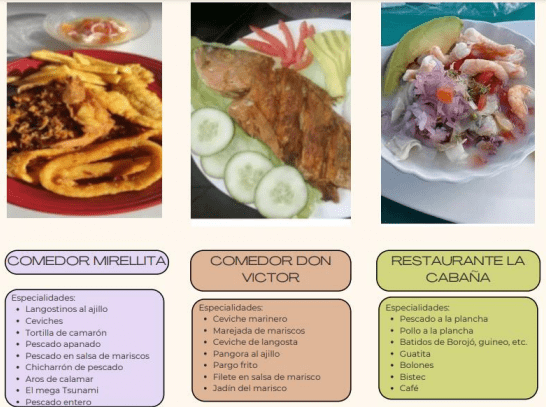 COMEDOR MIRELLITA
Especialidades:
Langostinos al ajillo
Ceviches
Tortilla de camarón
Pescado apanado
Pescado en salsa de mariscos
Chicharrón de pescado
Aros de calamar
El mega Tsunami
Pescado entero
COMEDOR DON
VICTOR
Especialidades:
Ceviche marinero
Marejada de mariscos
Ceviche de langosta
Pangora al ajillo
Pargo frito
Filete en salsa de marisco
Jadín del marisco
RESTAURANTE LA
CABAÑA
Especialidades:
Pescado a la plancha
Pollo a la plancha
Batidos de Borojó, guineo, etc.
Guatita
Bolones
Bistec
Café